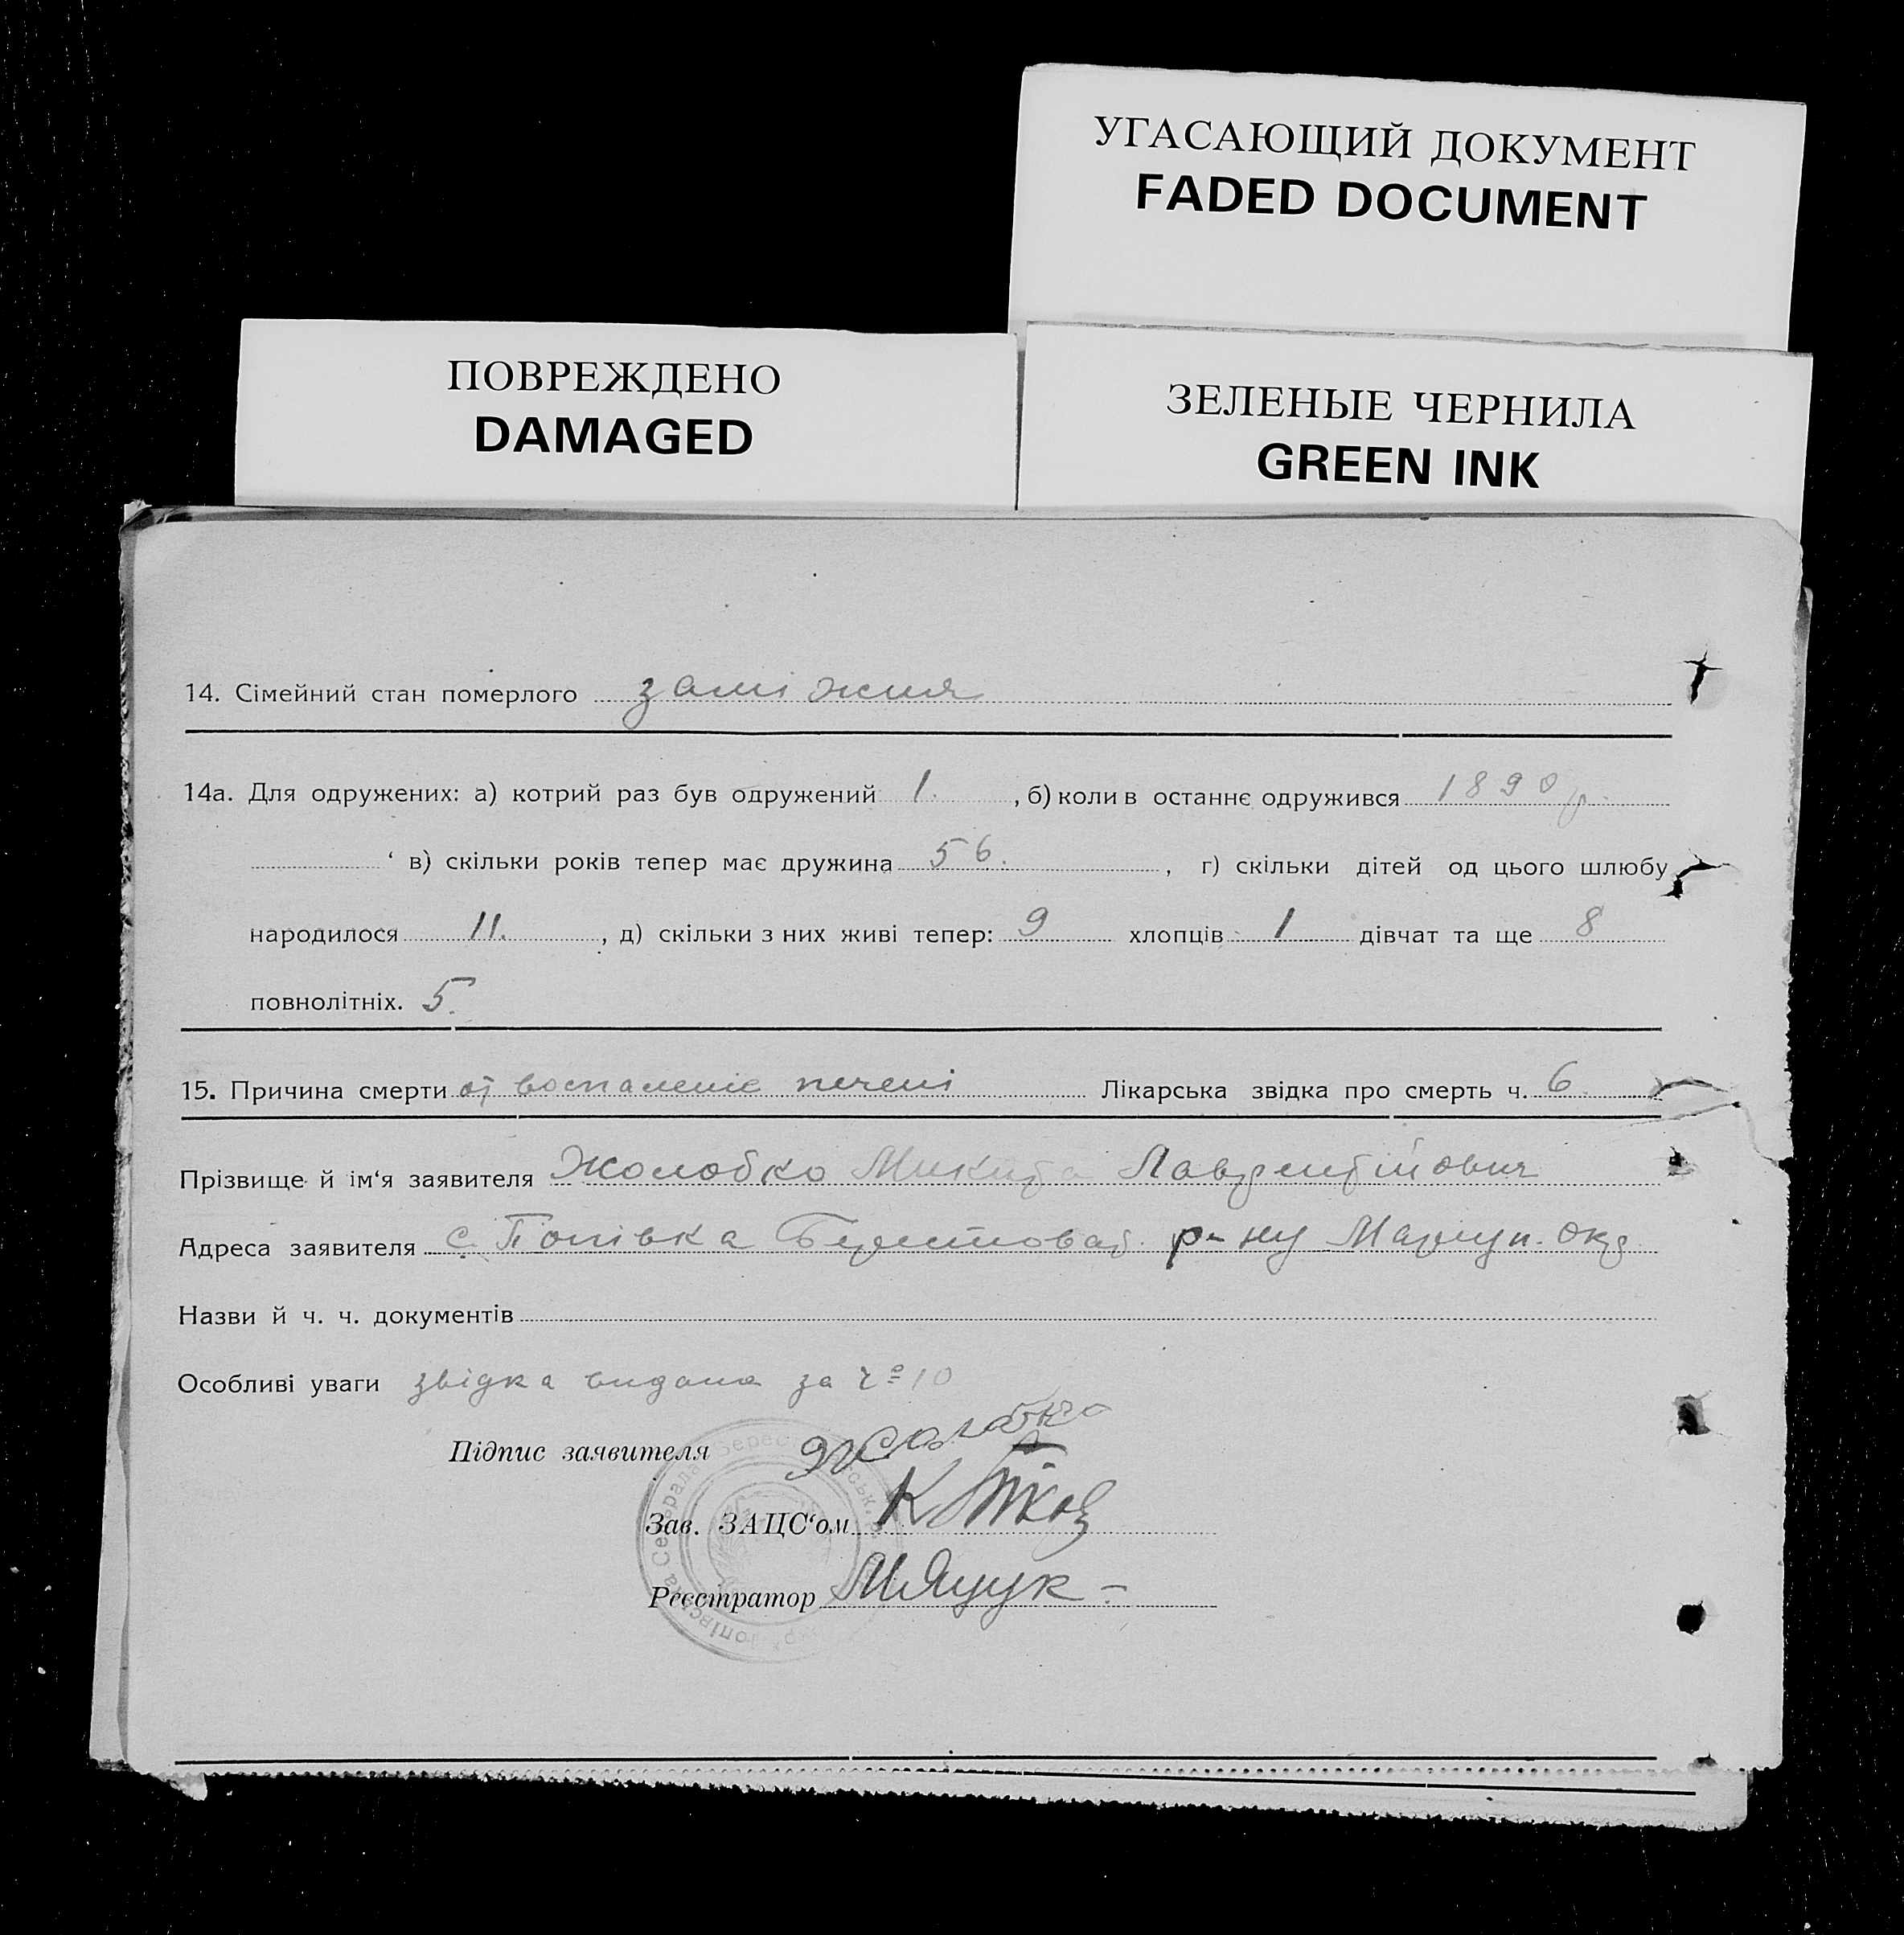 УГАСАЮЩИЙ ДОКУМЕНТ
FADED DOCUMENT
ПОВРЕЖДЕНО
DAMAGED
ЗЕЛЕНЫЕ ЧЕРНИЛА
GREEN INK
14. Сімейний стан померлого заміжня
14а. Для одружених: а) котрий раз був одружений 1. , б) коли в останнє одружився 1890 р.
‘ в) скільки років тепер має дружина 56. , г) скільки дітей од цього шлюбу
народилося 11. , д) скільки з них живі тепер: 9 хлопців 1 дівчат та ще 8
повнолітніх. 5.
15. Причина смерти от воспаленіє печені Лікарська звідка про смерть ч. 6
Прізвище й ім‘я заявителя Жолобко Микита Лаврентійович
Адреса заявителя с. Попівка Берестоват. р-ну Маріуп. Окр
Назви й ч. ч. документів
Особливі уваги звідка видана за Ч º 10
Підпис заявителя Жолобко
Зав. ЗАЦС‘ом
Реєстратор МЯцук